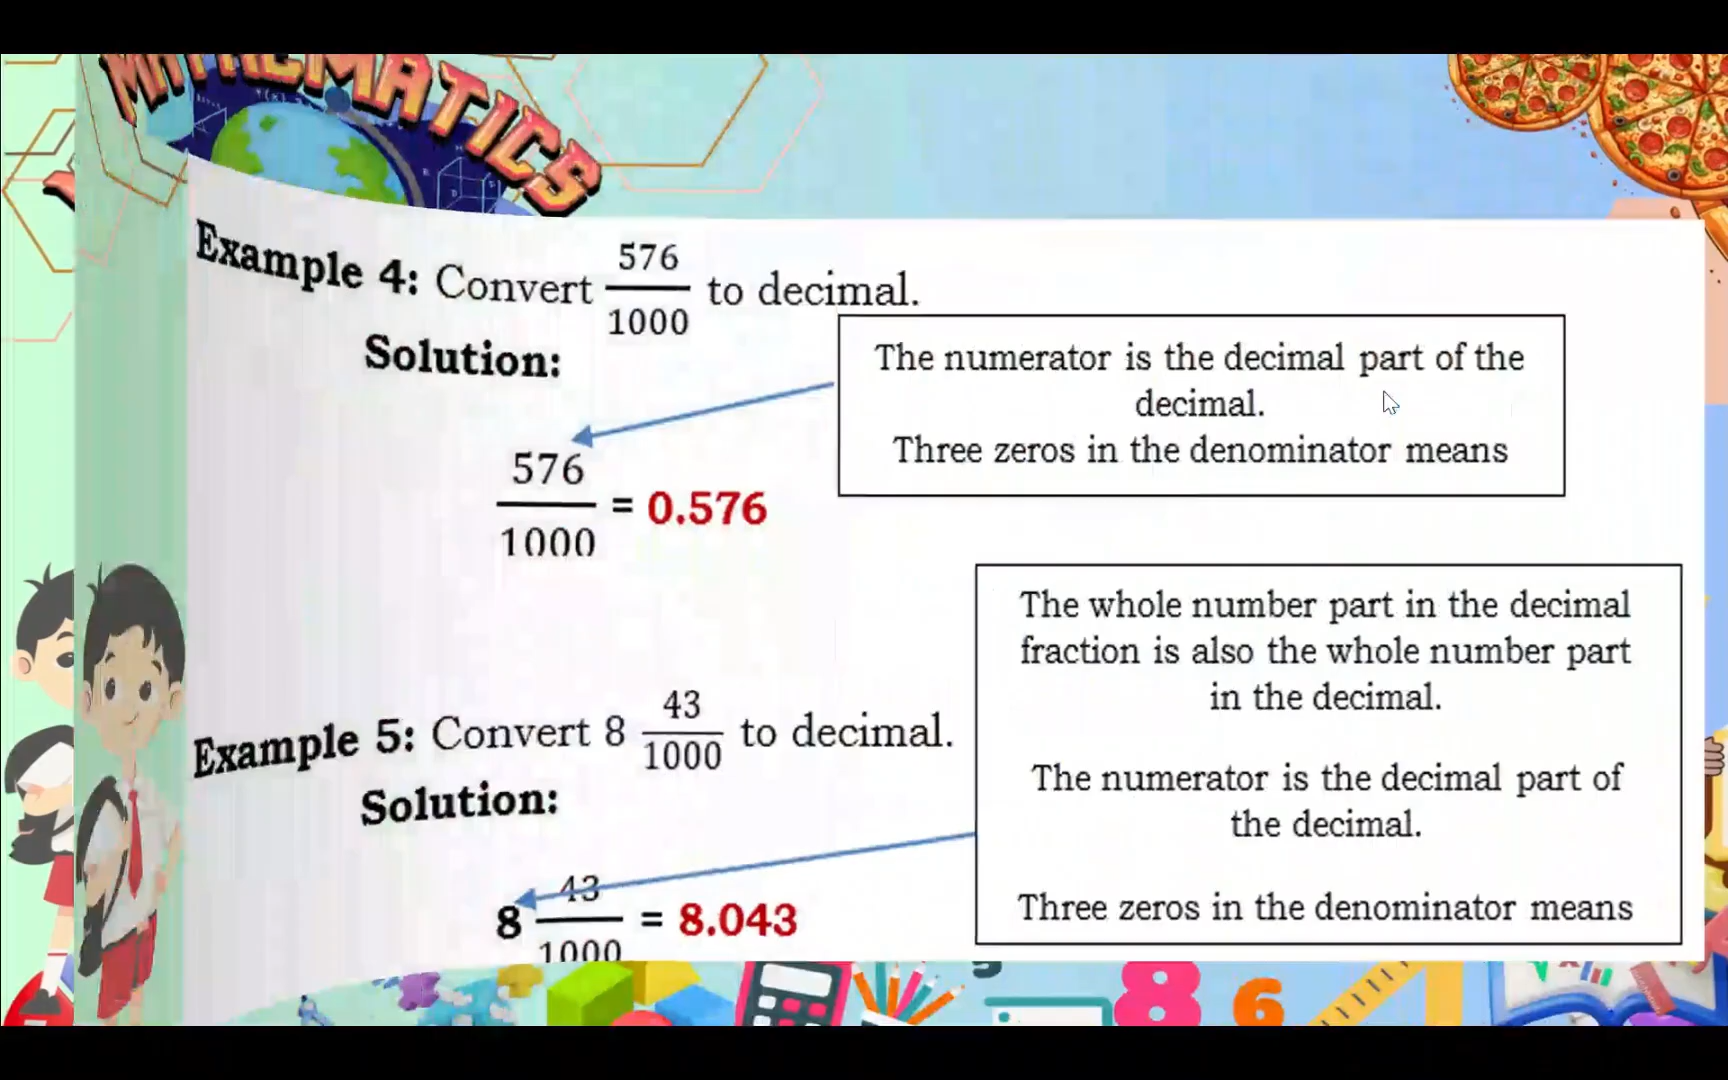 MATHEMATICS
Example 4: Convert 576/1000 to decimal.
Solution:
The numerator is the decimal part of the
decimal.
Three zeros in the denominator means
576/1000 = 0.576
The whole number part in the decimal
fraction is also the whole number part
in the decimal.
Example 5: Convert 8 43/1000 to decimal.
Solution:
The numerator is the decimal part of
the decimal.
Three zeros in the denominator means
8 43/1000 = 8.043
8
6